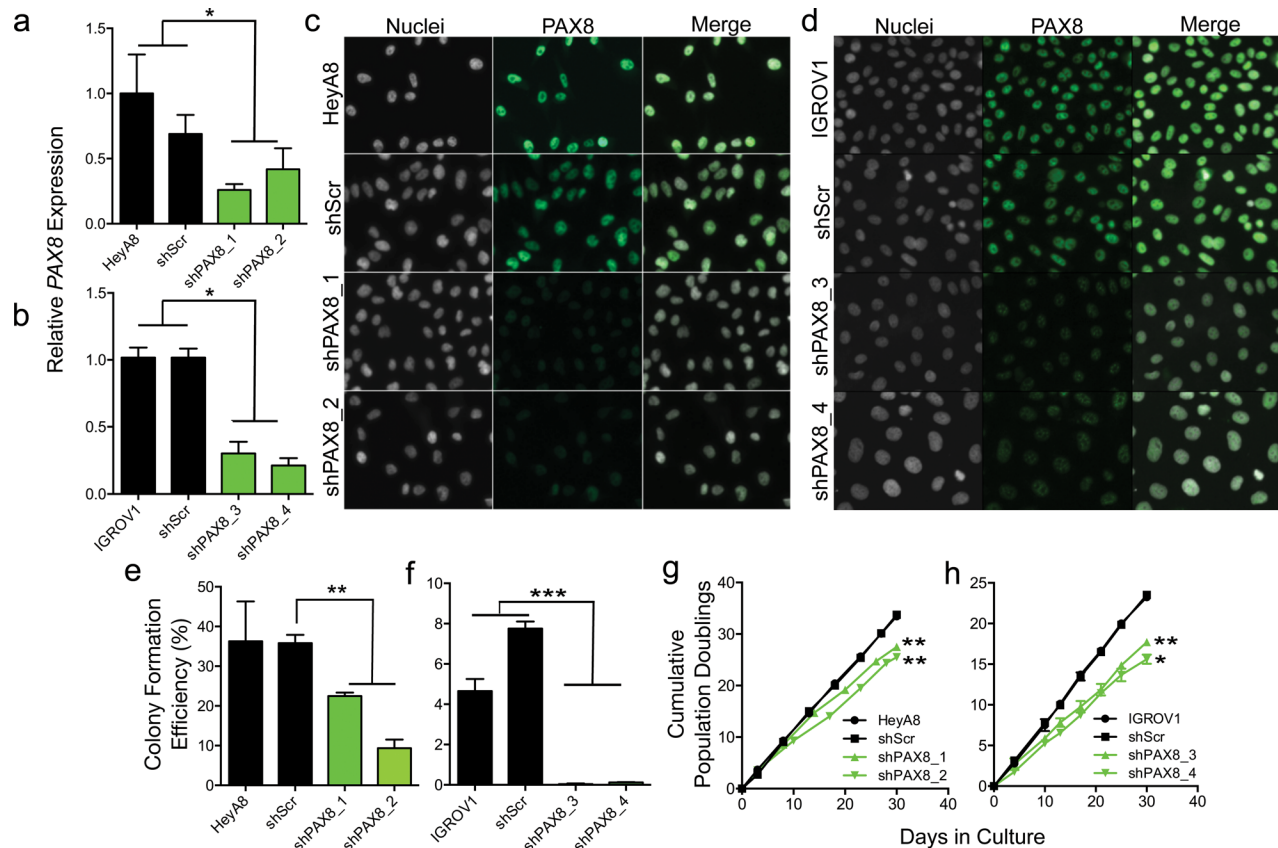 a
Relative PAX8 Expression
*
1.5
1.0
0.5
0.0
HeyA8
shScr
shPAX8_1
shPAX8_2
b
*
1.5
1.0
0.5
0.0
IGROV1
shScr
shPAX8_3
shPAX8_4
c
Nuclei PAX8 Merge
HeyA8
shScr
shPAX8_1
shPAX8_2
d
Nuclei PAX8 Merge
IGROV1
shScr
shPAX8_3
shPAX8_4
e
Colony Formation
Efficiency (%)
**
50
40
30
20
10
0
HeyA8
shScr
shPAX8_1
shPAX8_2
f
***
10
8
6
4
2
0
IGROV1
shScr
shPAX8_3
shPAX8_4
g
Cumulative
Population Doublings
40
30
20
10
0
**
**
HeyA8
shScr
shPAX8_1
shPAX8_2
0 10 20 30 40
h
25
20
15
10
5
0
**
*
IGROV1
shScr
shPAX8_3
shPAX8_4
0 10 20 30 40
Days in Culture